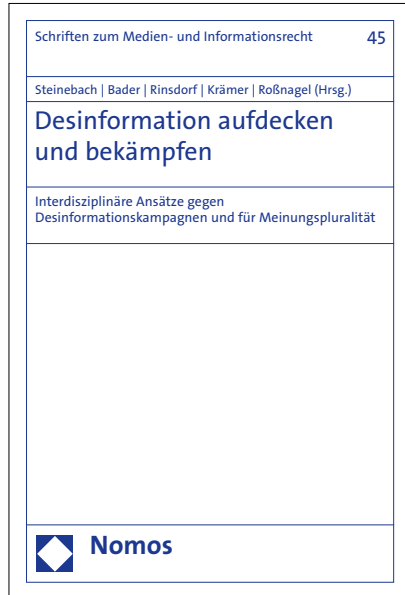 Schriften zum Medien- und Informationsrecht 45
Steinebach | Bader | Rinsdorf | Krämer | Roßnagel (Hrsg.)
Desinformation aufdecken
und bekämpfen
Interdisziplinäre Ansätze gegen
Desinformationskampagnen und für Meinungspluralität
Nomos